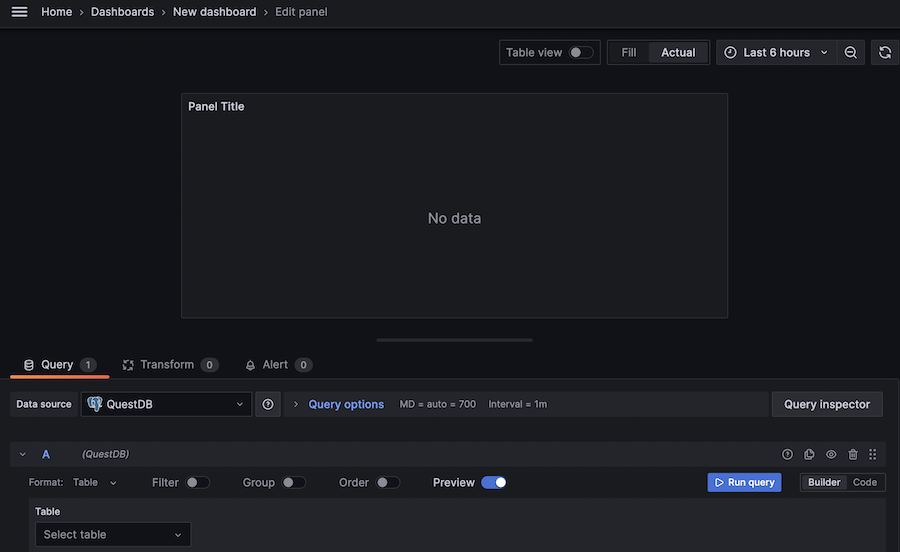 Home › Dashboards › New dashboard › Edit panel
Table view Fill Actual Last 6 hours
Panel Title
No data
Query 1 Transform 0 Alert 0
Data source QuestDB › Query options MD = auto = 700 Interval = 1m Query inspector
A (QuestDB)
Format: Table Filter Group Order Preview Run query Builder Code
Table
Select table